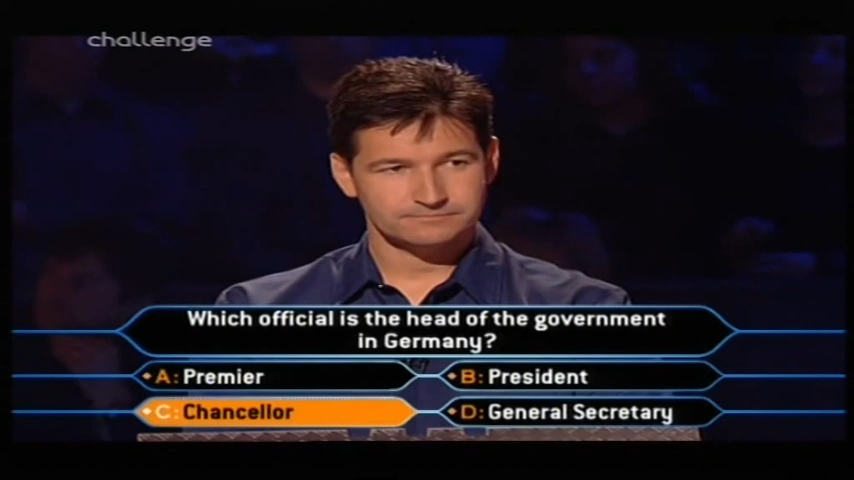 challenge
Which official is the head of the government
in Germany?
A: Premier
B: President
C: Chancellor
D: General Secretary